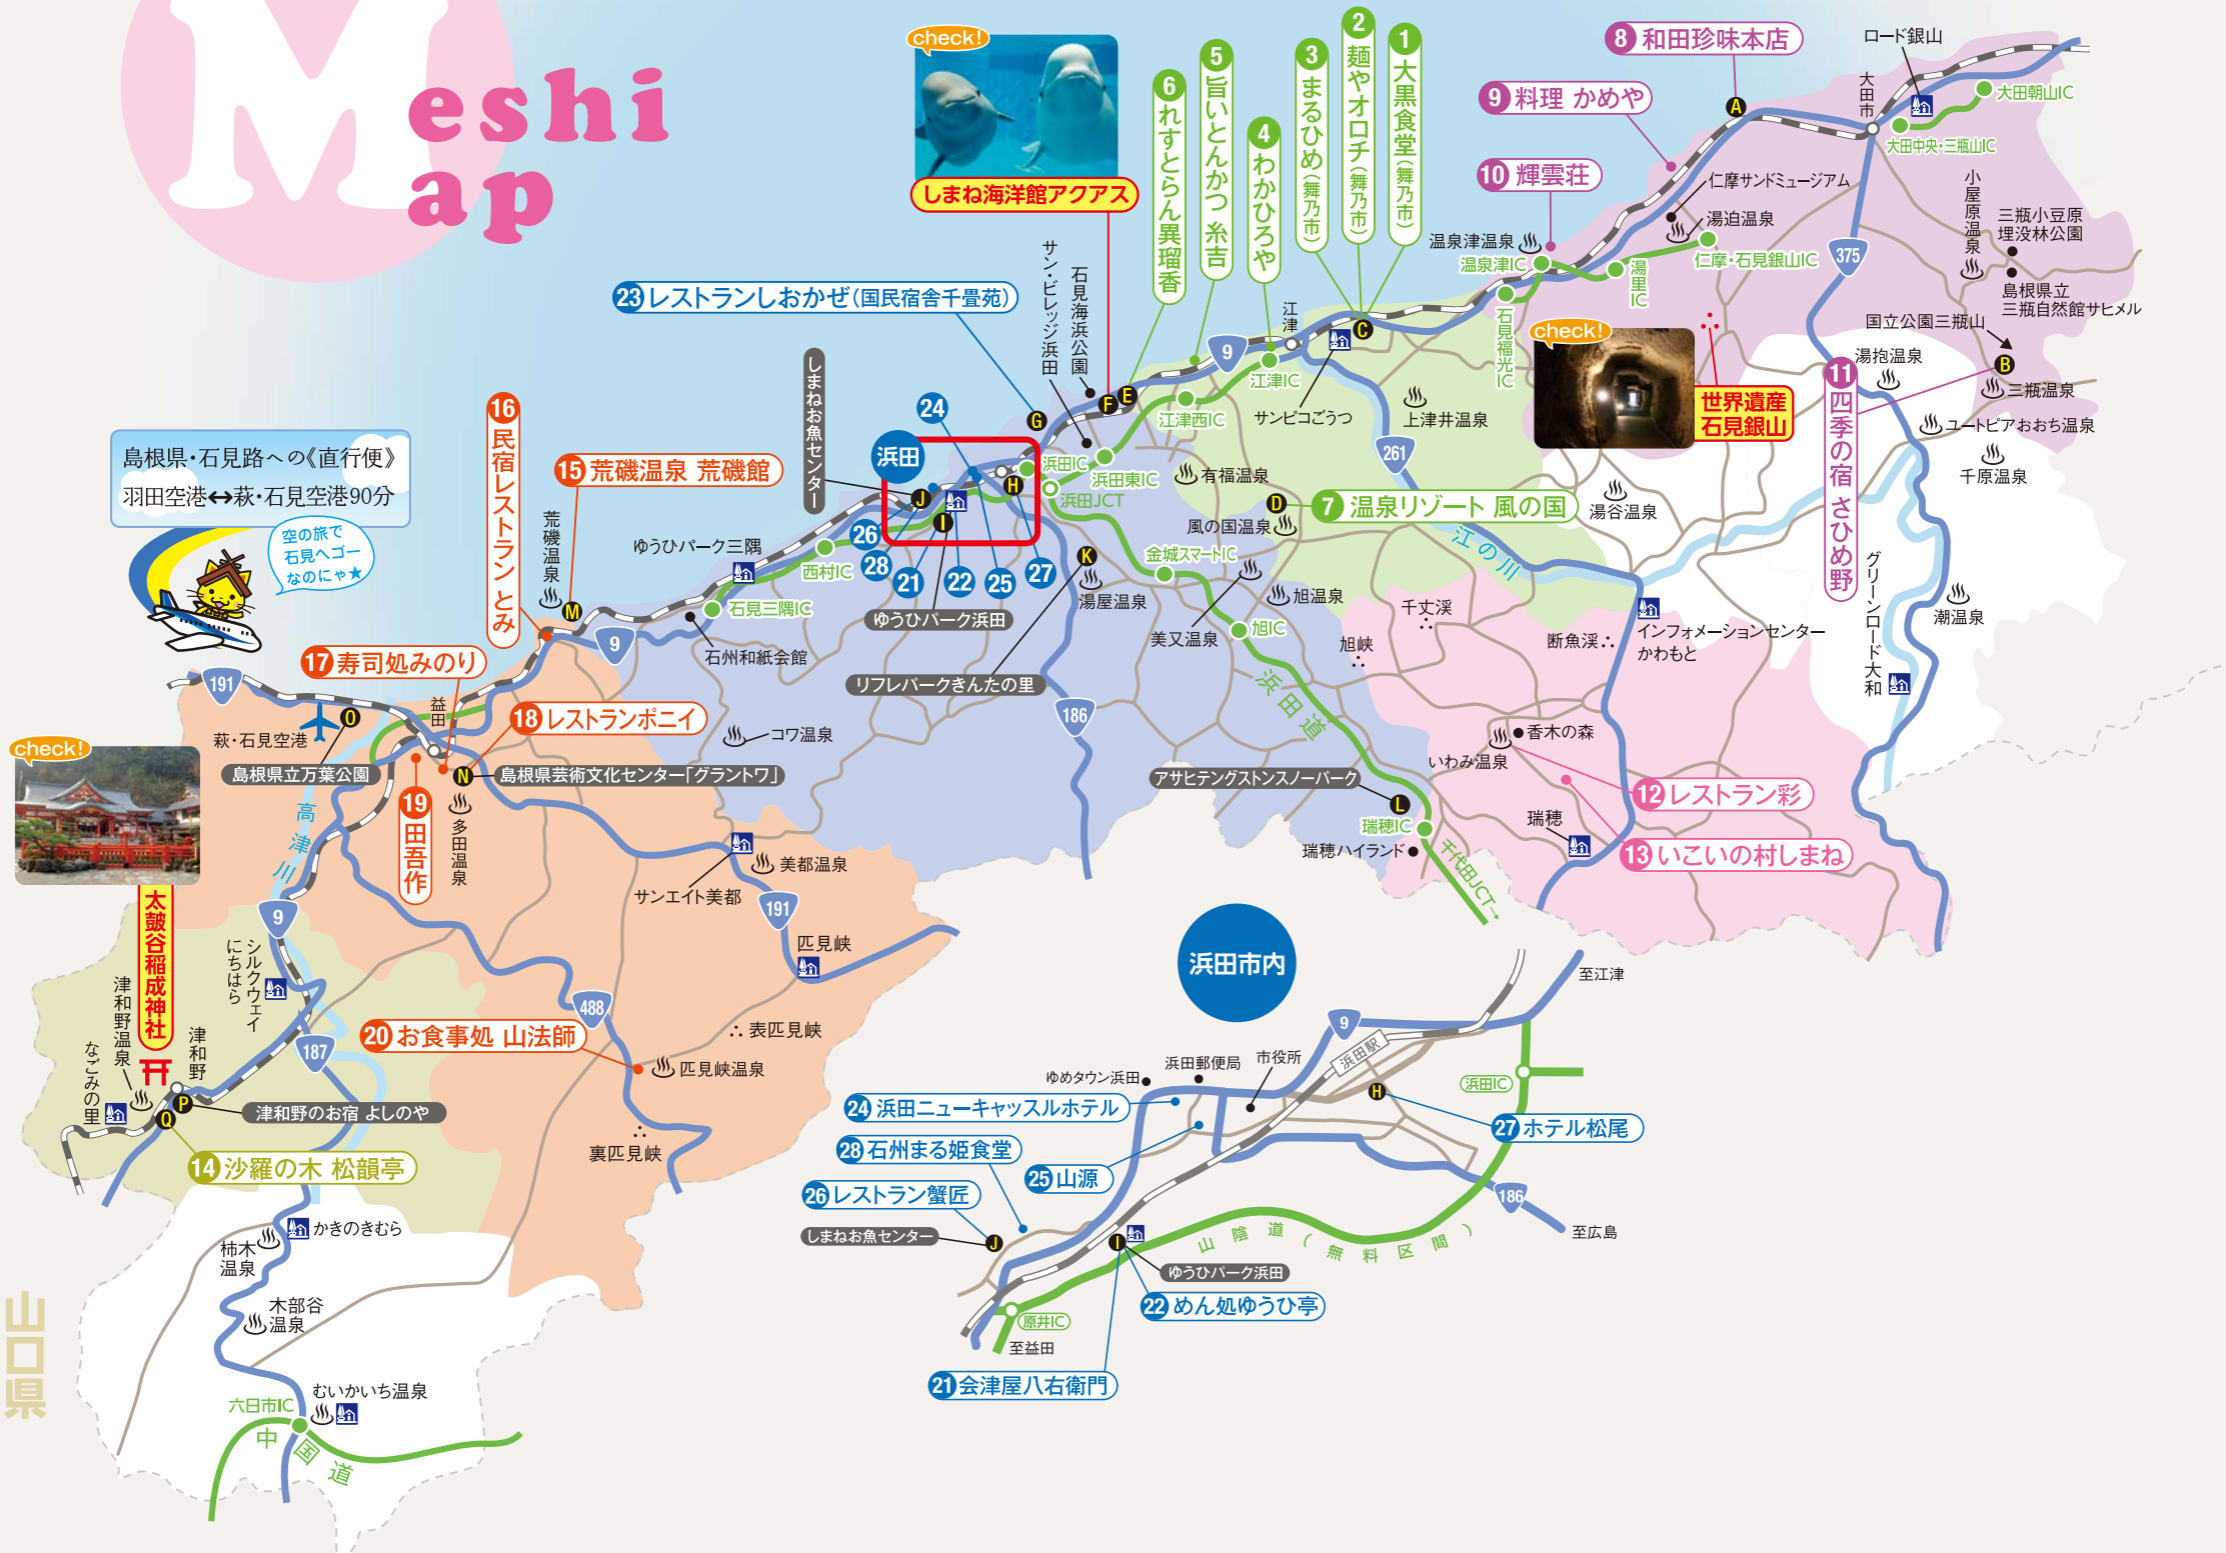 Meshi
Map
check!
しまね海洋館アクアス
6 れすとらん異瑠香
5 旨いとんかつ 糸吉
4 わかひろや
3 まるひめ(舞乃市)
2 麺やオロチ(舞乃市)
1 大黒食堂(舞乃市)
8 和田珍味本店
ロード銀山
9 料理 かめや
A
大田市
大田朝山IC
大田中央・三瓶山IC
10 輝雲荘
仁摩サンドミュージアム
湯迫温泉
小屋原温泉
三瓶小豆原
埋没林公園
温泉津温泉
温泉津IC
湯里IC
仁摩・石見銀山IC
375
島根県立
三瓶自然館サヒメル
国立公園三瓶山
石見福光IC
check!
世界遺産
石見銀山
11 四季の宿 さひめ野
湯抱温泉
B
三瓶温泉
ユートピアおおち温泉
千原温泉
23 レストランしおかぜ(国民宿舎千畳苑)
サン・ビレッジ浜田
石見海浜公園
江津
C
9
江津IC
サンピコごうつ
江津西IC
上津井温泉
261
F
E
G
しまねお魚センター
24
浜田
浜田IC
浜田東IC
浜田JCT
有福温泉
J
H
I
D
7 温泉リゾート 風の国
風の国温泉
湯谷温泉
江の川
グリーンロード大和
潮温泉
島根県・石見路への《直行便》
羽田空港↔萩・石見空港90分
空の旅で
石見へゴー
なのにゃ★
16 民宿レストラン とみ
15 荒磯温泉 荒磯館
荒磯温泉
M
ゆうひパーク三隅
西村IC
26
28
21
22
25
27
ゆうひパーク浜田
K
湯屋温泉
金城スマートIC
美又温泉
旭温泉
旭IC
千丈渓
旭峡
断魚渓
インフォメーションセンター
かわもと
石見三隅IC
9
石州和紙会館
リフレパークきんたの里
17 寿司処みのり
191
益田
O
萩・石見空港
島根県立万葉公園
18 レストランポニイ
N
島根県芸術文化センター「グラントワ」
コワ温泉
186
浜田道
香木の森
いわみ温泉
アサヒテングストンスノーパーク
L
瑞穂IC
12 レストラン彩
13 いこいの村しまね
瑞穂
瑞穂ハイランド
千代田JCT→
check!
太皷谷稲成神社
高津川
19 田吾作
多田温泉
サンエイト美都
美都温泉
191
匹見峡
9
シルクウェイ
にちはら
津和野温泉
なごみの里
津和野
187
20 お食事処 山法師
488
表匹見峡
匹見峡温泉
裏匹見峡
P
Q
津和野のお宿 よしのや
14 沙羅の木 松韻亭
かきのきむら
柿木
温泉
木部谷
温泉
山口県
六日市IC
むいかいち温泉
中国道
浜田市内
至江津
9
浜田駅
浜田郵便局
市役所
ゆめタウン浜田
H
浜田IC
24 浜田ニューキャッスルホテル
27 ホテル松尾
28 石州まる姫食堂
25 山源
26 レストラン蟹匠
186
しまねお魚センター
J
I
山陰道(無料区間)
至広島
ゆうひパーク浜田
22 めん処ゆうひ亭
原井IC
至益田
21 会津屋八右衛門